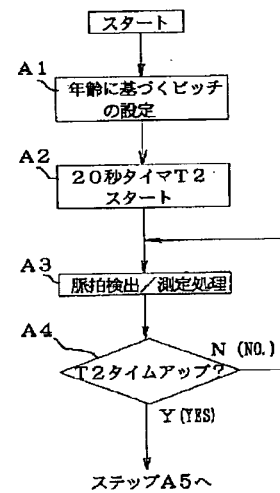 スタート
A1
年齢に基づくピッチ
の設定
A2
20秒タイマT2
スタート
A3
脈拍検出/測定処理
A4
T2タイムアップ?
N (NO.)
Y (YES)
ステップA5へ